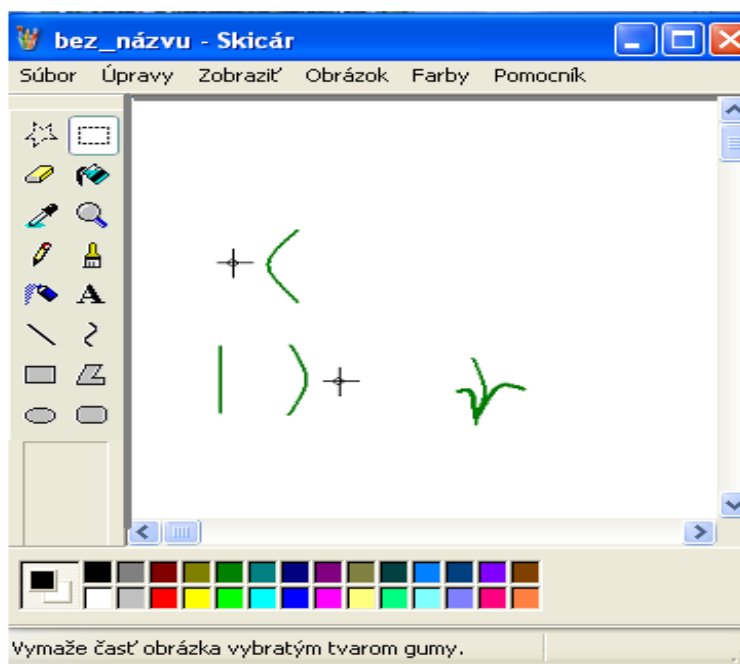 bez_názvu - Skicár
Súbor Úpravy Zobraziť Obrázok Farby Pomocník
A
Vymaže časť obrázka vybratým tvarom gumy.